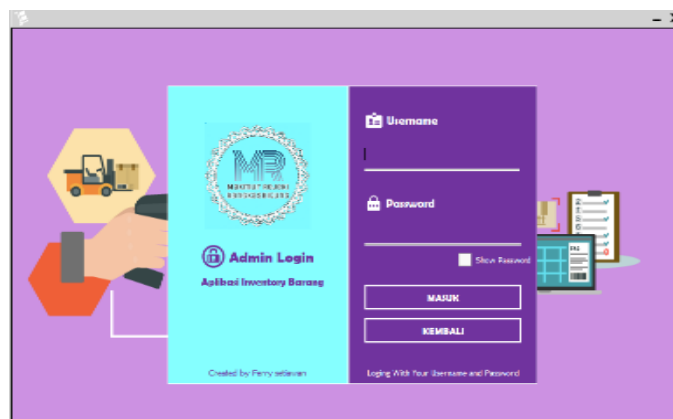 MR
Username
Password
Show Password
Admin Login
Aplikasi Inventory Barang
MASUK
KEMBALI
Created by Ferry setiawan
Loging With Your Username and Password